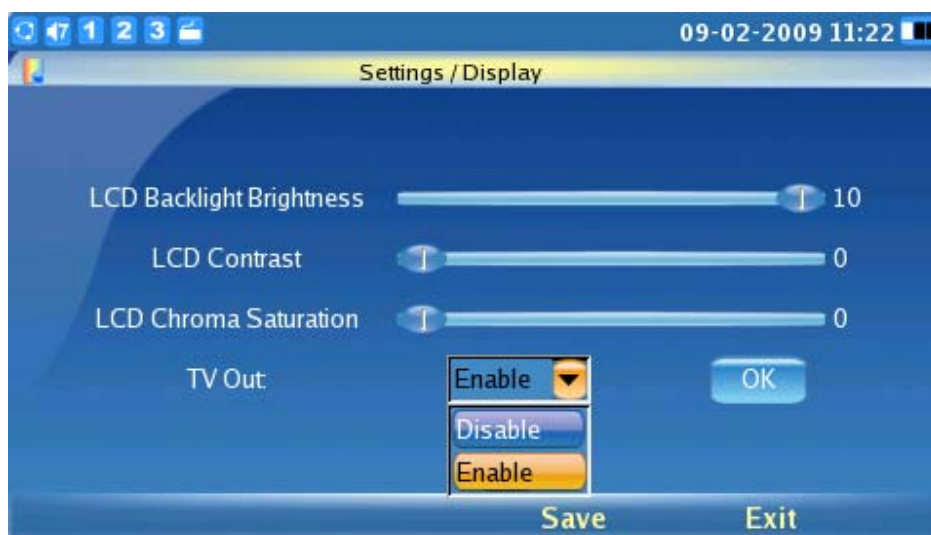 7 1 2 3 09-02-2009 11:22
Settings / Display
LCD Backlight Brightness 10
LCD Contrast 0
LCD Chroma Saturation 0
TV Out: Enable OK
Disable
Enable
Save Exit